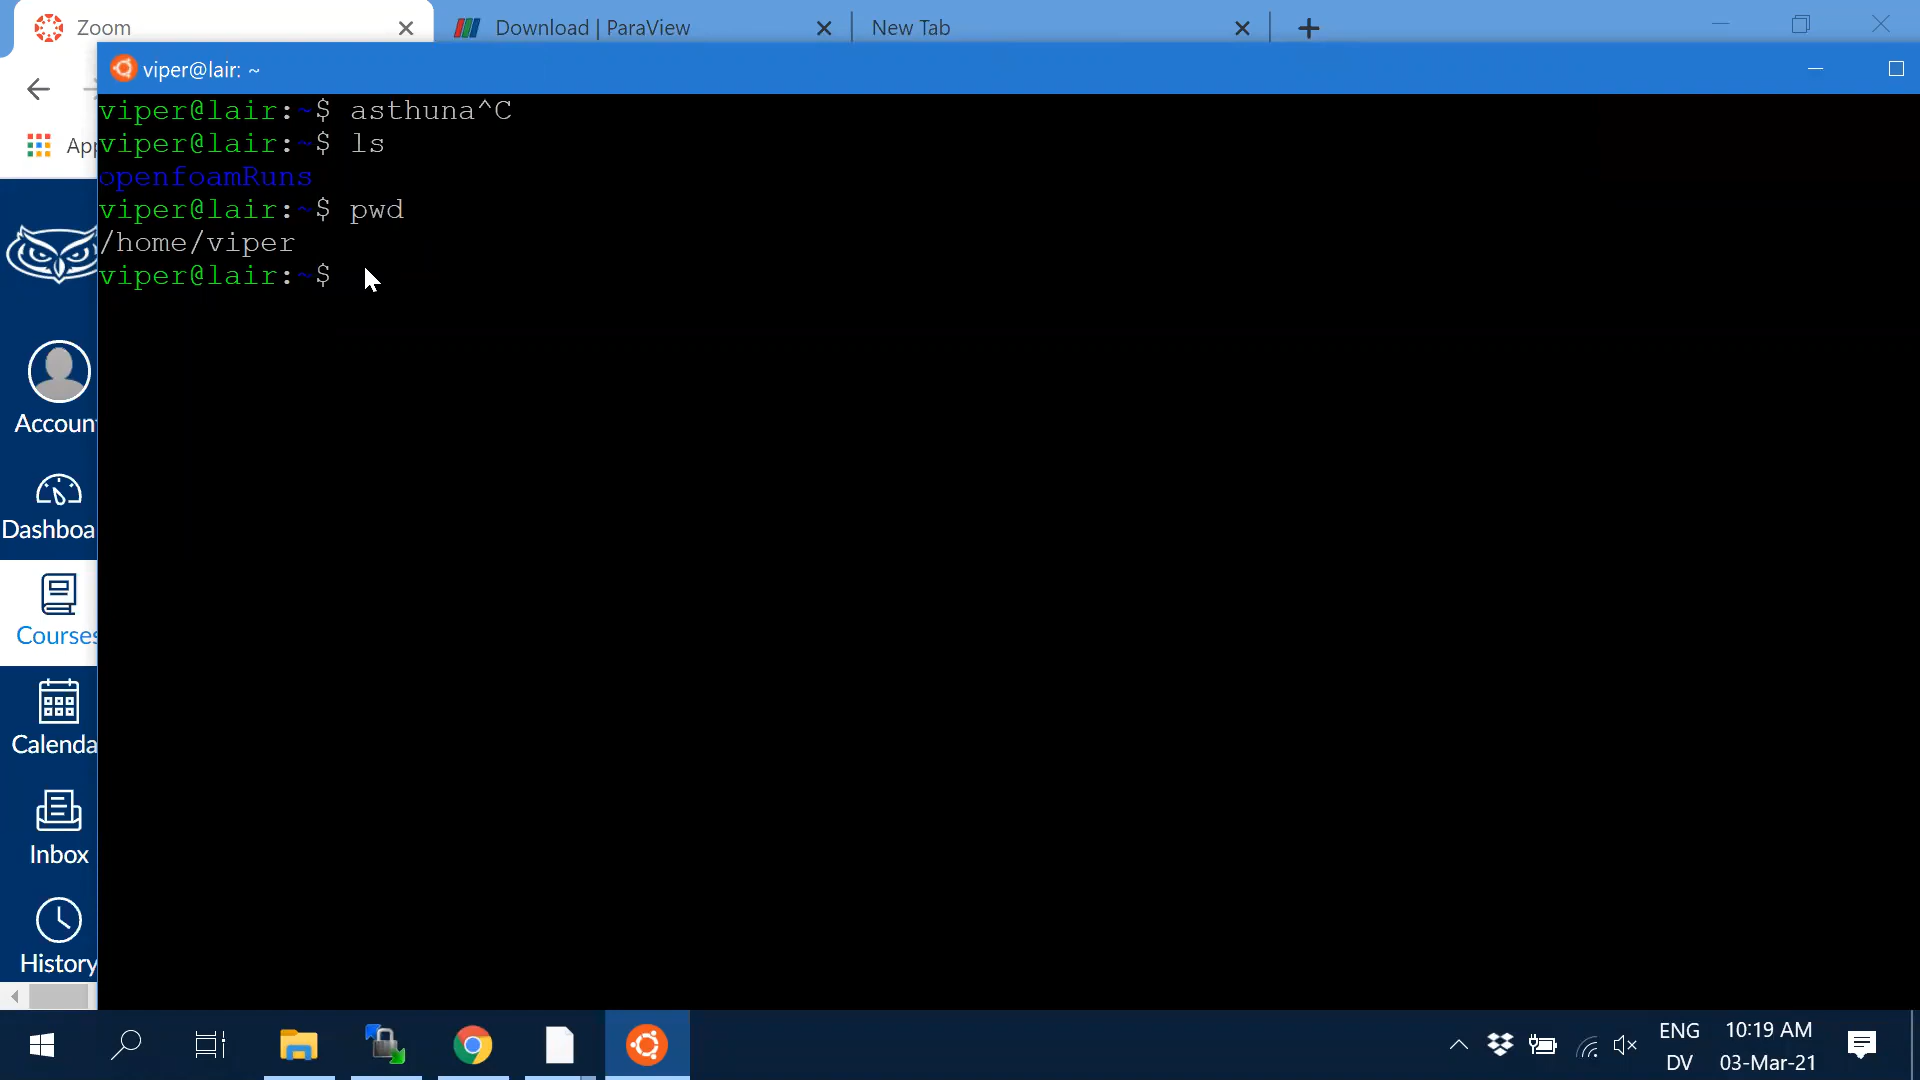 Zoom
Download | ParaView
New Tab
viper@lair: ~
App
viper@lair:~$ asthuna^C
viper@lair:~$ ls
openfoamRuns
viper@lair:~$ pwd
/home/viper
viper@lair:~$
Accoun
Dashboa
Courses
Calenda
Inbox
History
ENG
DV
10:19 AM
03-Mar-21